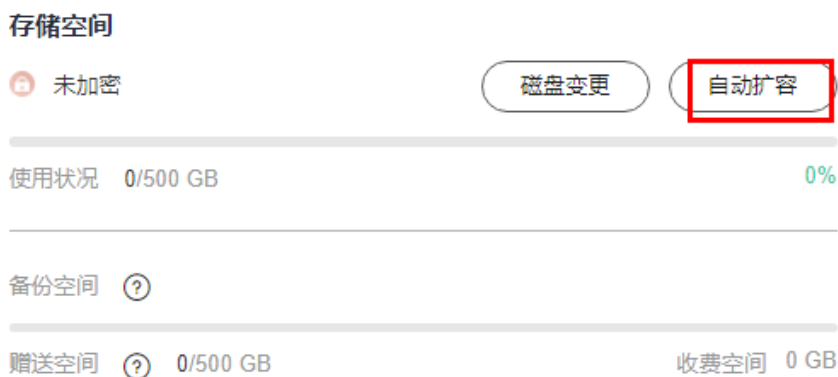 存储空间
未加密 磁盘变更 自动扩容
使用状况 0/500 GB 0%
备份空间 ?
赠送空间 ? 0/500 GB 收费空间 0 GB